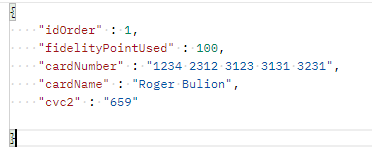 {
"idOrder" : 1,
"fidelityPointUsed" : 100,
"cardNumber" : "1234 2312 3123 3131 3231",
"cardName" : "Roger Bulion",
"cvc2" : "659"
}